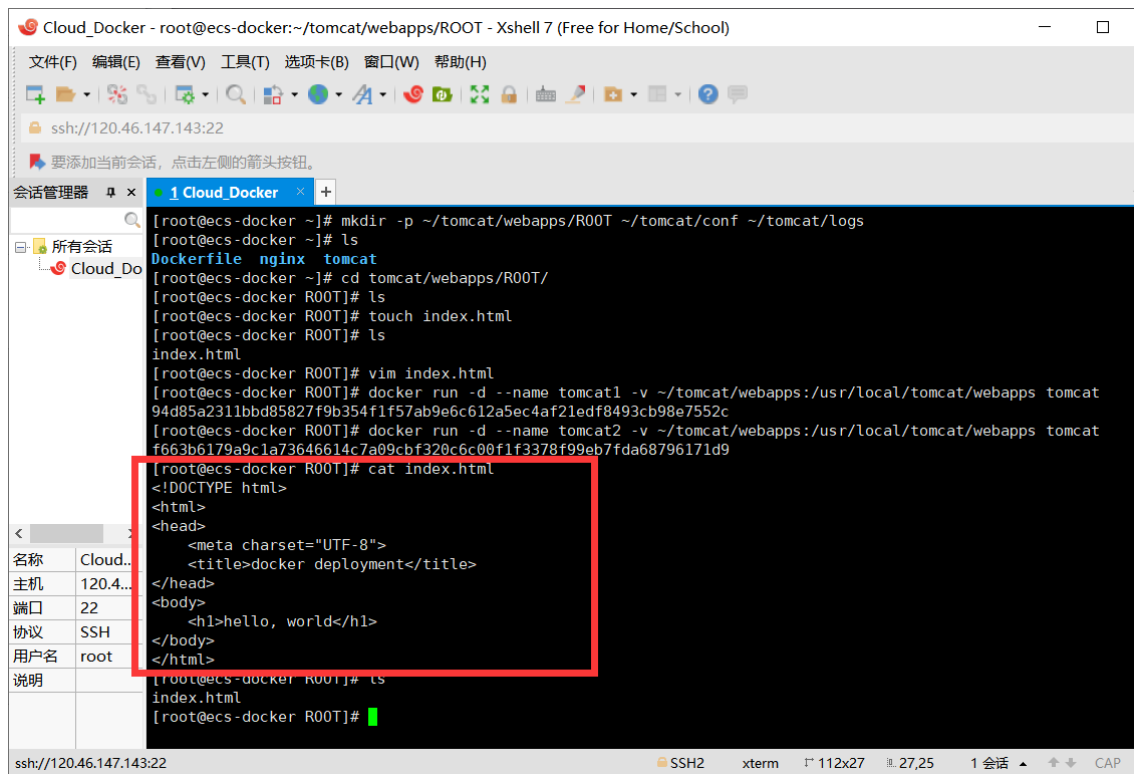 Cloud_Docker - root@ecs-docker:~/tomcat/webapps/ROOT - Xshell 7 (Free for Home/School)
文件(F) 编辑(E) 查看(V) 工具(T) 选项卡(B) 窗口(W) 帮助(H)
ssh://120.46.147.143:22
要添加当前会话，点击左侧的箭头按钮。
会话管理器
1 Cloud_Docker
所有会话
Cloud_Do
[root@ecs-docker ~]# mkdir -p ~/tomcat/webapps/ROOT ~/tomcat/conf ~/tomcat/logs
[root@ecs-docker ~]# ls
Dockerfile nginx tomcat
[root@ecs-docker ~]# cd tomcat/webapps/ROOT/
[root@ecs-docker ROOT]# ls
[root@ecs-docker ROOT]# touch index.html
[root@ecs-docker ROOT]# ls
index.html
[root@ecs-docker ROOT]# vim index.html
[root@ecs-docker ROOT]# docker run -d --name tomcat1 -v ~/tomcat/webapps:/usr/local/tomcat/webapps tomcat
94d85a2311bbd85827f9b354f1f57ab9e6c612a5ec4af21edf8493cb98e7552c
[root@ecs-docker ROOT]# docker run -d --name tomcat2 -v ~/tomcat/webapps:/usr/local/tomcat/webapps tomcat
f663b6179a9c1a73646614c7a09cbf320c6c00f1f3378f99eb7fda68796171d9
[root@ecs-docker ROOT]# cat index.html
<!DOCTYPE html>
<html>
<head>
    <meta charset="UTF-8">
    <title>docker deployment</title>
</head>
<body>
    <h1>hello, world</h1>
</body>
</html>
[root@ecs-docker ROOT]# ls
index.html
[root@ecs-docker ROOT]#
名称 Cloud...
主机 120.4...
端口 22
协议 SSH
用户名 root
说明
ssh://120.46.147.143:22 SSH2 xterm 112x27 27,25 1 会话 CAP